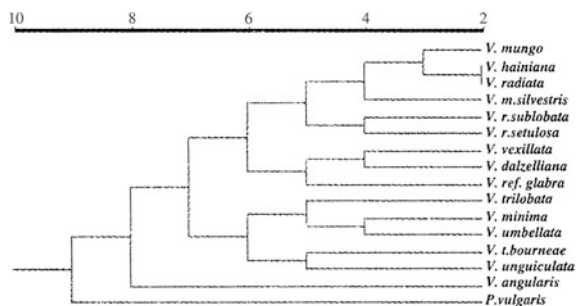 10 8 6 4 2
V. mungo
V. hainiana
V. radiata
V. m.silvestris
V. r.sublobata
V. r.setulosa
V. vexillata
V. dalzelliana
V. ref. glabra
V. trilobata
V. minima
V. umbellata
V. t.bourneae
V. unguiculata
V. angularis
P.vulgaris